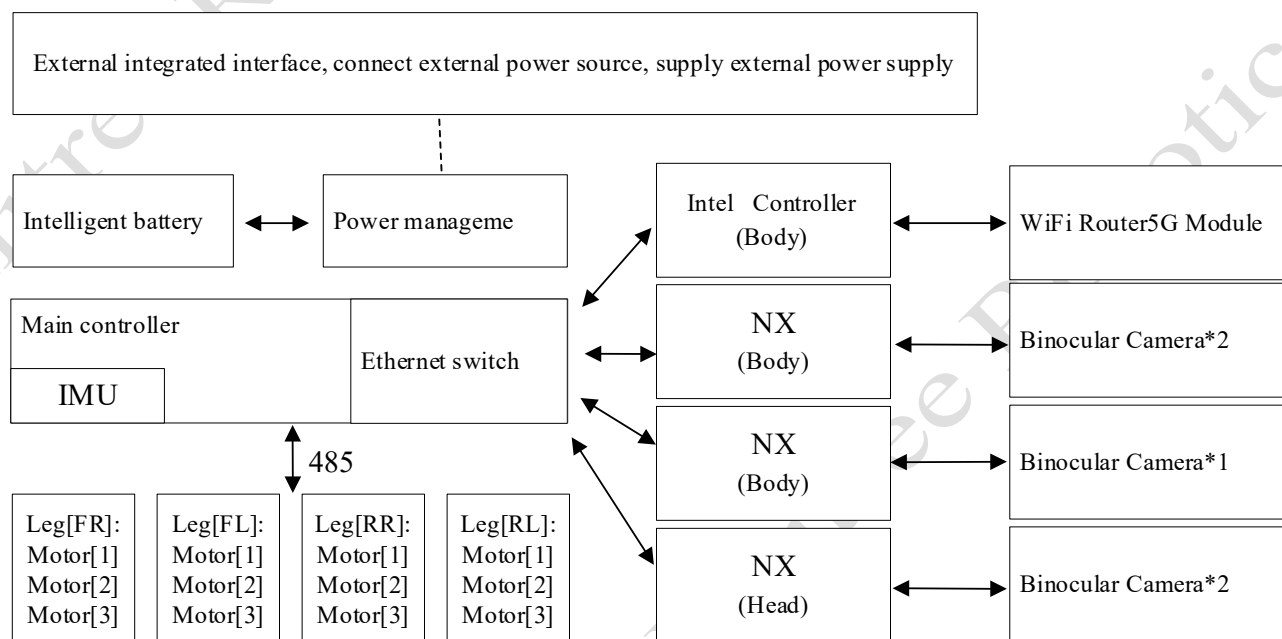 External integrated interface, connect external power source, supply external power supply
Intelligent battery
Power manageme
Intel Controller
(Body)
WiFi Router5G Module
Main controller
IMU
Ethernet switch
NX
(Body)
Binocular Camera*2
NX
(Body)
Binocular Camera*1
485
Leg[FR]:
Motor[1]
Motor[2]
Motor[3]
Leg[FL]:
Motor[1]
Motor[2]
Motor[3]
Leg[RR]:
Motor[1]
Motor[2]
Motor[3]
Leg[RL]:
Motor[1]
Motor[2]
Motor[3]
NX
(Head)
Binocular Camera*2